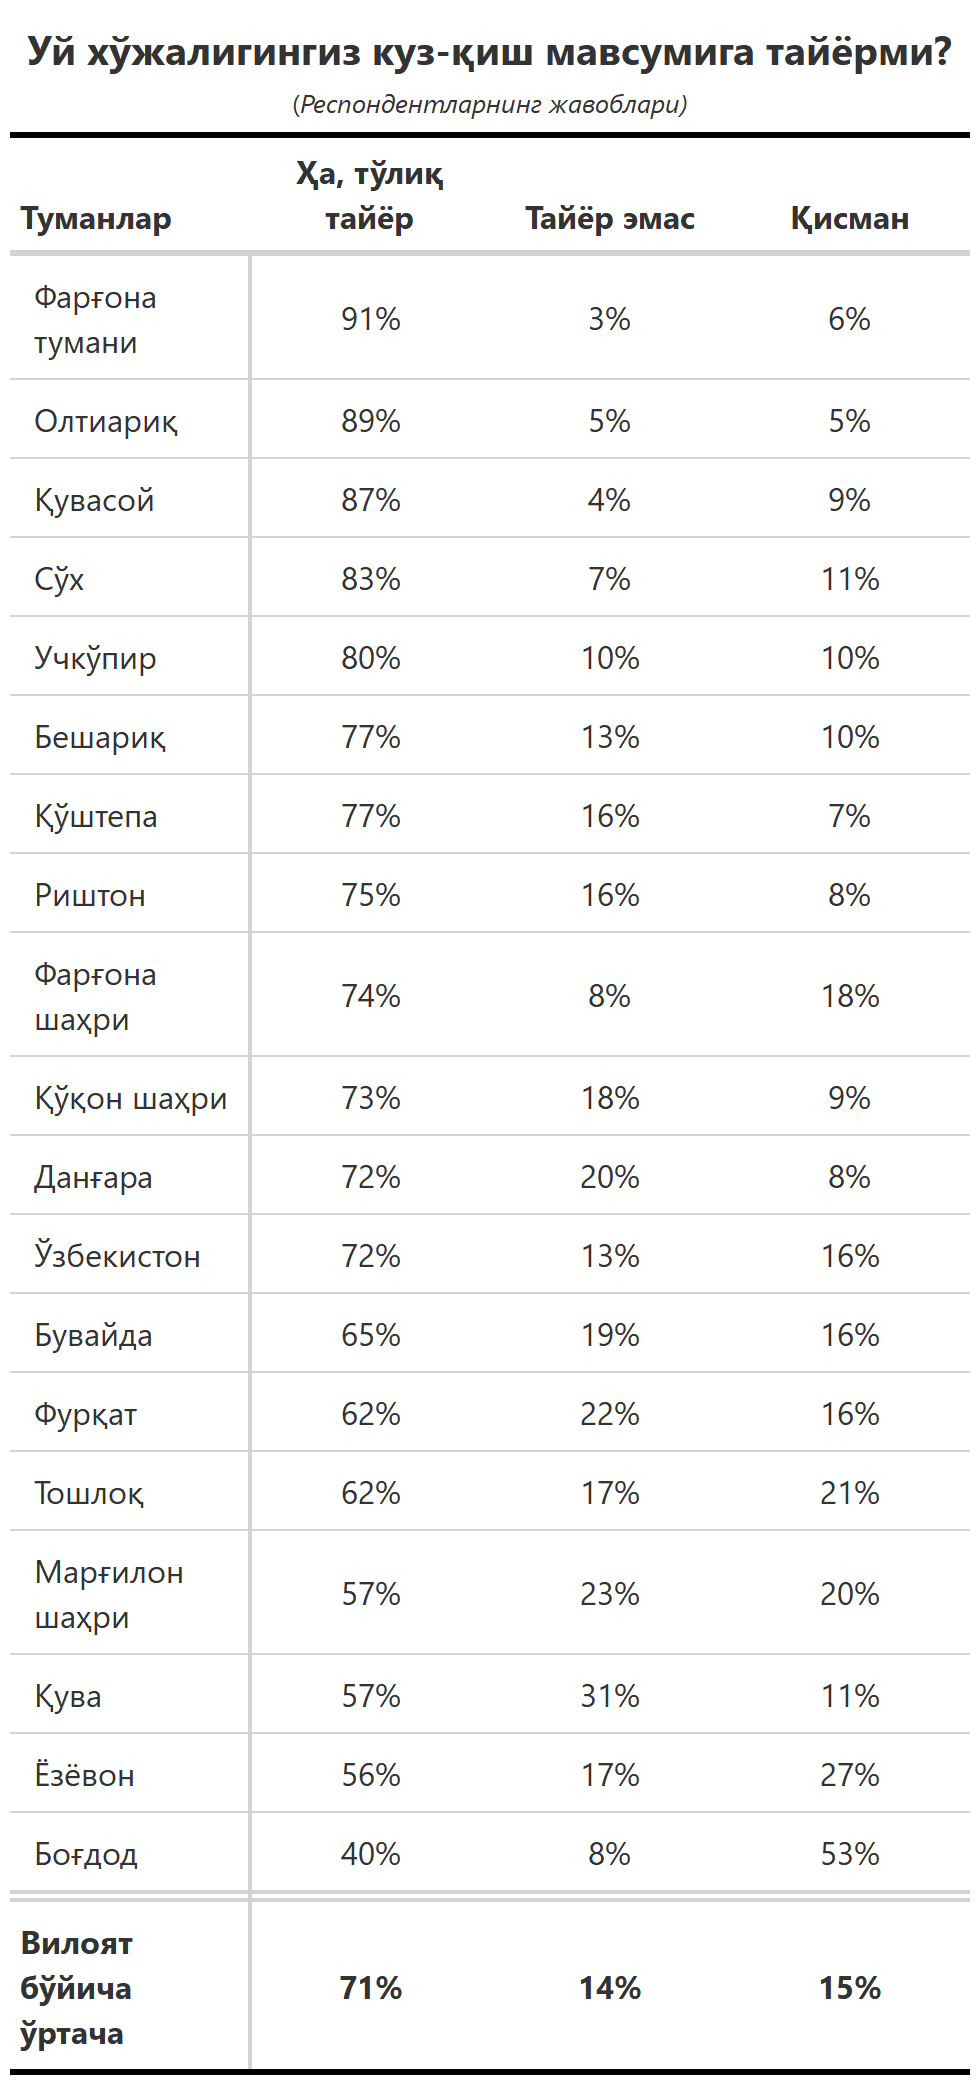 Уй хўжалигингиз куз-қиш мавсумига тайёрми?
(Респондентларнинг жавоблари)
Туманлар Ҳа, тўлиқ тайёр Тайёр эмас Қисман
Фарғона тумани 91% 3% 6%
Олтиариқ 89% 5% 5%
Қувасой 87% 4% 9%
Сўх 83% 7% 11%
Учкўпир 80% 10% 10%
Бешариқ 77% 13% 10%
Қўштепа 77% 16% 7%
Риштон 75% 16% 8%
Фарғона шаҳри 74% 8% 18%
Қўқон шаҳри 73% 18% 9%
Данғара 72% 20% 8%
Ўзбекистон 72% 13% 16%
Бувайда 65% 19% 16%
Фурқат 62% 22% 16%
Тошлоқ 62% 17% 21%
Марғилон шаҳри 57% 23% 20%
Қува 57% 31% 11%
Ёзёвон 56% 17% 27%
Боғдод 40% 8% 53%
Вилоят бўйича ўртача 71% 14% 15%